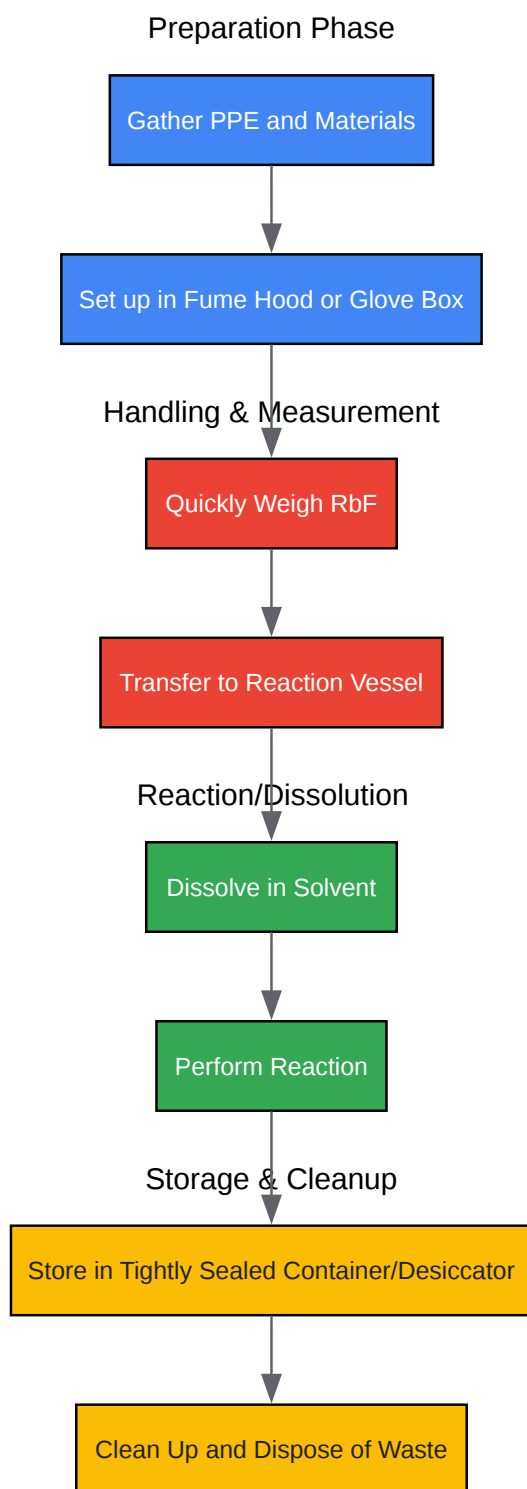 Preparation Phase
Gather PPE and Materials
Set up in Fume Hood or Glove Box
Handling & Measurement
Quickly Weigh RbF
Transfer to Reaction Vessel
Reaction/Dissolution
Dissolve in Solvent
Perform Reaction
Storage & Cleanup
Store in Tightly Sealed Container/Desiccator
Clean Up and Dispose of Waste